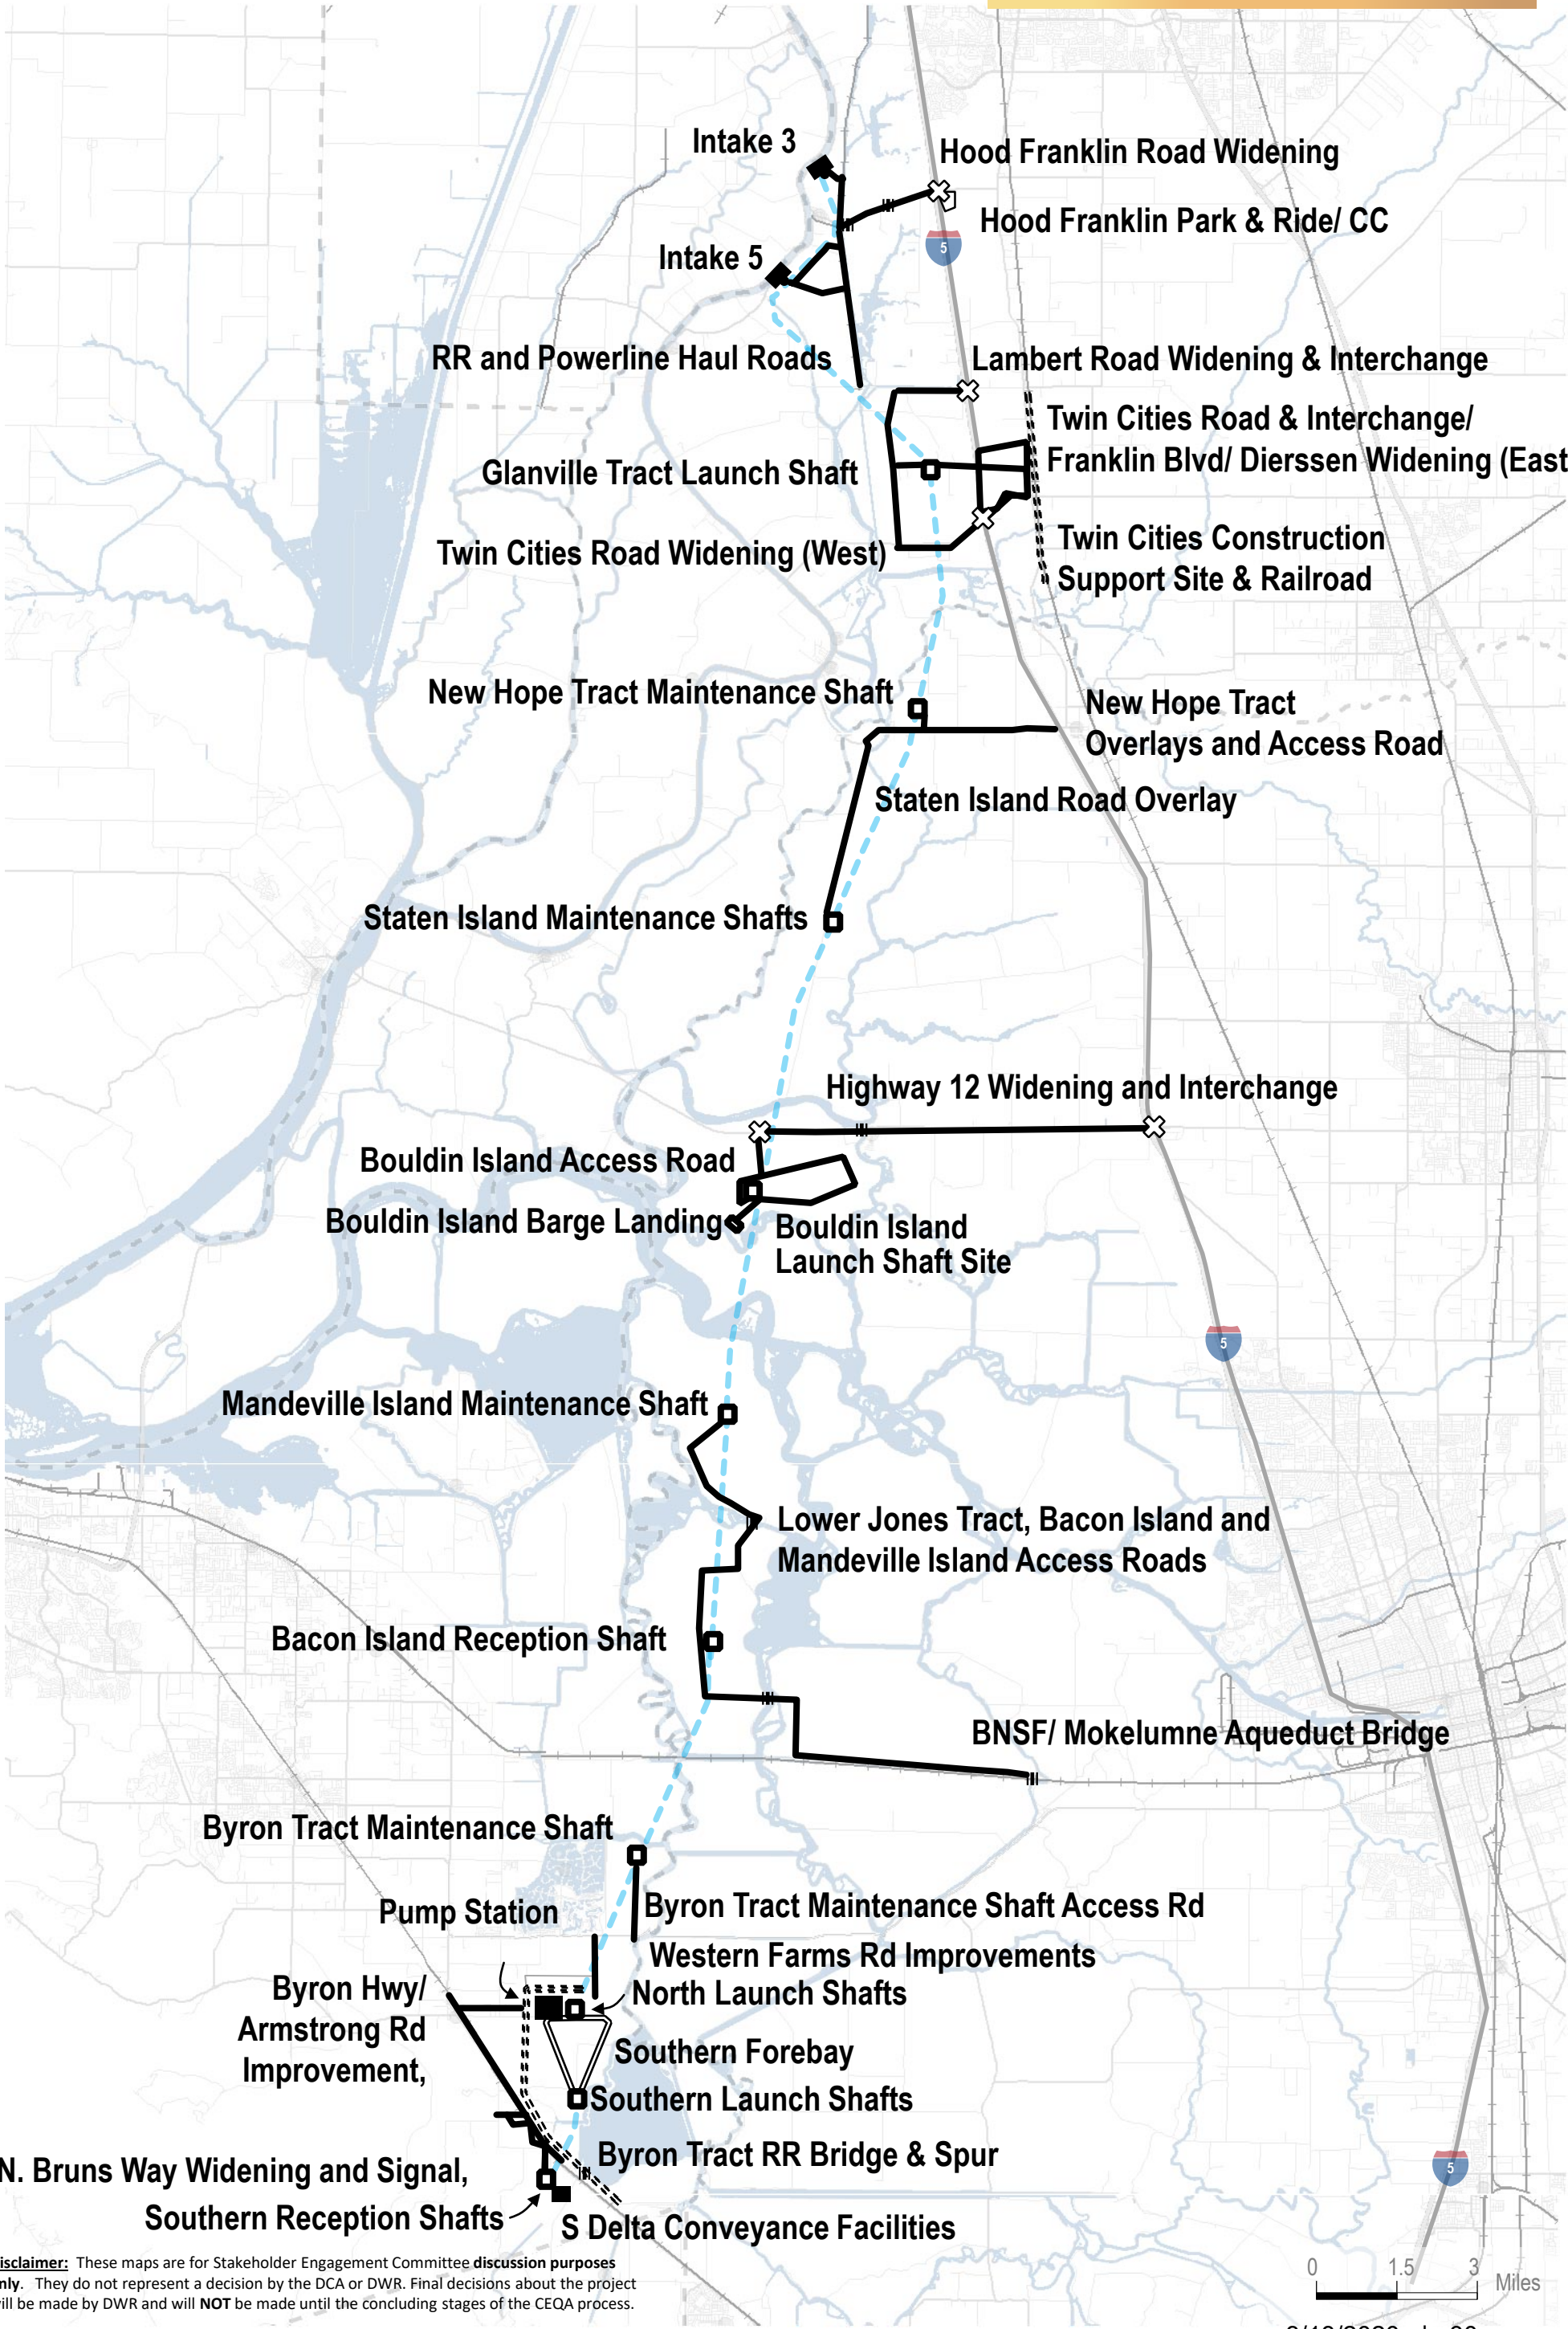 Intake 3
Hood Franklin Road Widening
Hood Franklin Park & Ride/ CC
5
Intake 5
RR and Powerline Haul Roads
Lambert Road Widening & Interchange
Twin Cities Road & Interchange/
Franklin Blvd/ Dierssen Widening (East
Glanville Tract Launch Shaft
Twin Cities Road Widening (West)
Twin Cities Construction
Support Site & Railroad
New Hope Tract Maintenance Shaft
New Hope Tract
Overlays and Access Road
Staten Island Road Overlay
Staten Island Maintenance Shafts
Highway 12 Widening and Interchange
Bouldin Island Access Road
Bouldin Island Barge Landing
Bouldin Island
Launch Shaft Site
5
Mandeville Island Maintenance Shaft
Lower Jones Tract, Bacon Island and
Mandeville Island Access Roads
Bacon Island Reception Shaft
BNSF/ Mokelumne Aqueduct Bridge
Byron Tract Maintenance Shaft
Byron Tract Maintenance Shaft Access Rd
Pump Station
Western Farms Rd Improvements
North Launch Shafts
Byron Hwy/
Armstrong Rd
Improvement,
Southern Forebay
Southern Launch Shafts
Byron Tract RR Bridge & Spur
N. Bruns Way Widening and Signal,
5
Southern Reception Shafts
S Delta Conveyance Facilities
isclaimer: These maps are for Stakeholder Engagement Committee discussion purposes
nly. They do not represent a decision by the DCA or DWR. Final decisions about the project
ill be made by DWR and will NOT be made until the concluding stages of the CEQA process.
0 1.5 3
Miles